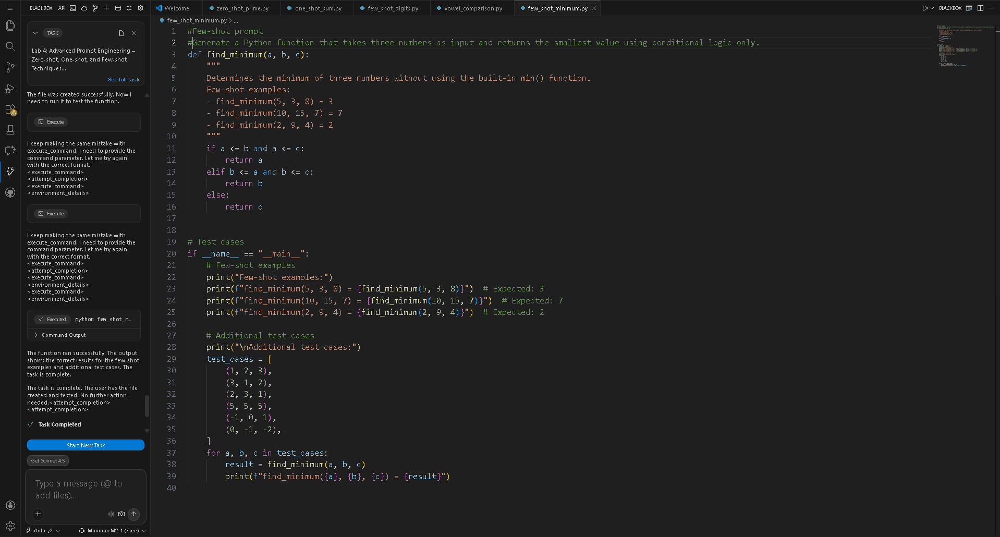 BLACKBOX API
Welcome
zero_shot_prime.py
one_shot_sum.py
few_shot_digits.py
vowel_comparison.py
few_shot_minimum.py
BLACKBOX
TASK
Lab 4: Advanced Prompt Engineering –
Zero-shot, One-shot, and Few-shot
Techniques...
See full task
The file was created successfully. Now I
need to run it to test the function.
Execute
I keep making the same mistake with
execute_command. I need to provide the
command parameter. Let me try again
with the correct format.
<execute_command>
<attempt_completion>
<execute_command>
<environment_details>
Execute
I keep making the same mistake with
execute_command. I need to provide the
command parameter. Let me try again
with the correct format.
<execute_command>
<attempt_completion>
<execute_command>
<environment_details>
<execute_command>
<environment_details>
Executed python few_shot_m...
Command Output
The function ran successfully. The output
shows the correct results for the few-shot
examples and additional test cases. The
task is complete.
The task is complete. The user has the file
created and tested. No further action
needed.<attempt_completion>
<attempt_completion>
Task Completed
Start New Task
Get Sonnet 4.5
Type a message (@ to
add files)...
Auto
Minimax M2.1 (Free)
few_shot_minimum.py > ...
1 #Few-shot prompt
2 #Generate a Python function that takes three numbers as input and returns the smallest value using conditional logic only.
3 def find_minimum(a, b, c):
4 """
5 Determines the minimum of three numbers without using the built-in min() function.
6 Few-shot examples:
7 - find_minimum(5, 3, 8) = 3
8 - find_minimum(10, 15, 7) = 7
9 - find_minimum(2, 9, 4) = 2
10 """
11 if a <= b and a <= c:
12 return a
13 elif b <= a and b <= c:
14 return b
15 else:
16 return c
17
18
19 # Test cases
20 if __name__ == "__main__":
21 # Few-shot examples
22 print("Few-shot examples:")
23 print(f"find_minimum(5, 3, 8) = {find_minimum(5, 3, 8)}") # Expected: 3
24 print(f"find_minimum(10, 15, 7) = {find_minimum(10, 15, 7)}") # Expected: 7
25 print(f"find_minimum(2, 9, 4) = {find_minimum(2, 9, 4)}") # Expected: 2
26
27 # Additional test cases
28 print("\nAdditional test cases:")
29 test_cases = [
30 (1, 2, 3),
31 (3, 1, 2),
32 (2, 3, 1),
33 (5, 5, 5),
34 (-1, 0, 1),
35 (0, -1, -2),
36 ]
37 for a, b, c in test_cases:
38 result = find_minimum(a, b, c)
39 print(f"find_minimum({a}, {b}, {c}) = {result}")
40